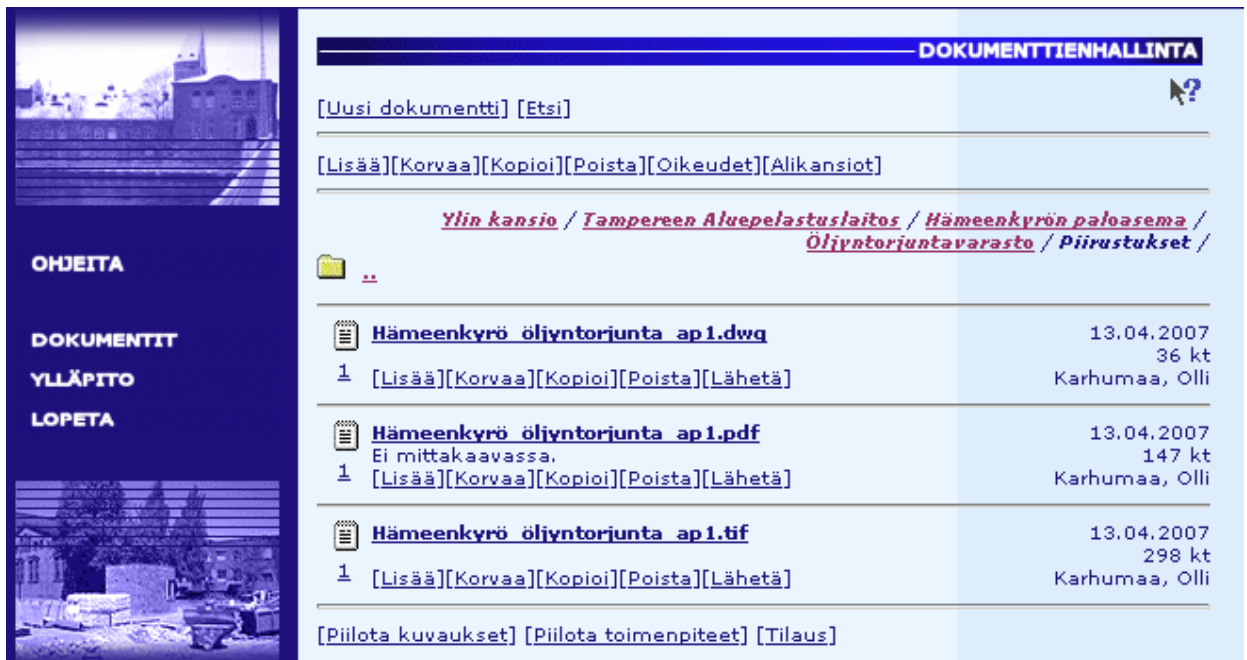 DOKUMENTTIENHALLINTA
[Uusi dokumentti] [Etsi]
[Lisää][Korvaa][Kopioi][Poista][Oikeudet][Alikansiot]
Ylin kansio / Tampereen Aluepelastuslaitos / Hämeenkyrön paloasema /
Öljyntorjuntavarasto / Piirustukset /
..
OHJEITA
DOKUMENTIT
YLLÄPITO
LOPETA
Hämeenkyrö_öljyntorjunta_ap1.dwg
13.04.2007
36 kt
1 [Lisää][Korvaa][Kopioi][Poista][Lähetä]
Karhumaa, Olli
Hämeenkyrö_öljyntorjunta_ap1.pdf
13.04.2007
Ei mittakaavassa.
147 kt
1 [Lisää][Korvaa][Kopioi][Poista][Lähetä]
Karhumaa, Olli
Hämeenkyrö_öljyntorjunta_ap1.tif
13.04.2007
298 kt
1 [Lisää][Korvaa][Kopioi][Poista][Lähetä]
Karhumaa, Olli
[Piilota kuvaukset] [Piilota toimenpiteet] [Tilaus]